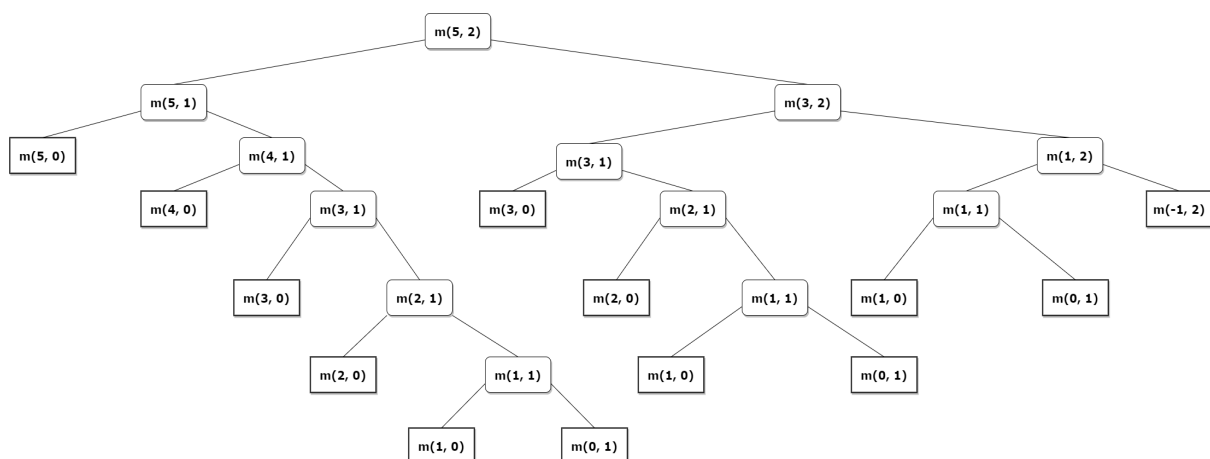 m(5, 2)
m(5, 1)
m(3, 2)
m(5, 0)
m(4, 1)
m(3, 1)
m(1, 2)
m(4, 0)
m(3, 1)
m(3, 0)
m(2, 1)
m(1, 1)
m(-1, 2)
m(3, 0)
m(2, 1)
m(2, 0)
m(1, 1)
m(1, 0)
m(0, 1)
m(2, 0)
m(1, 1)
m(1, 0)
m(0, 1)
m(1, 0)
m(0, 1)